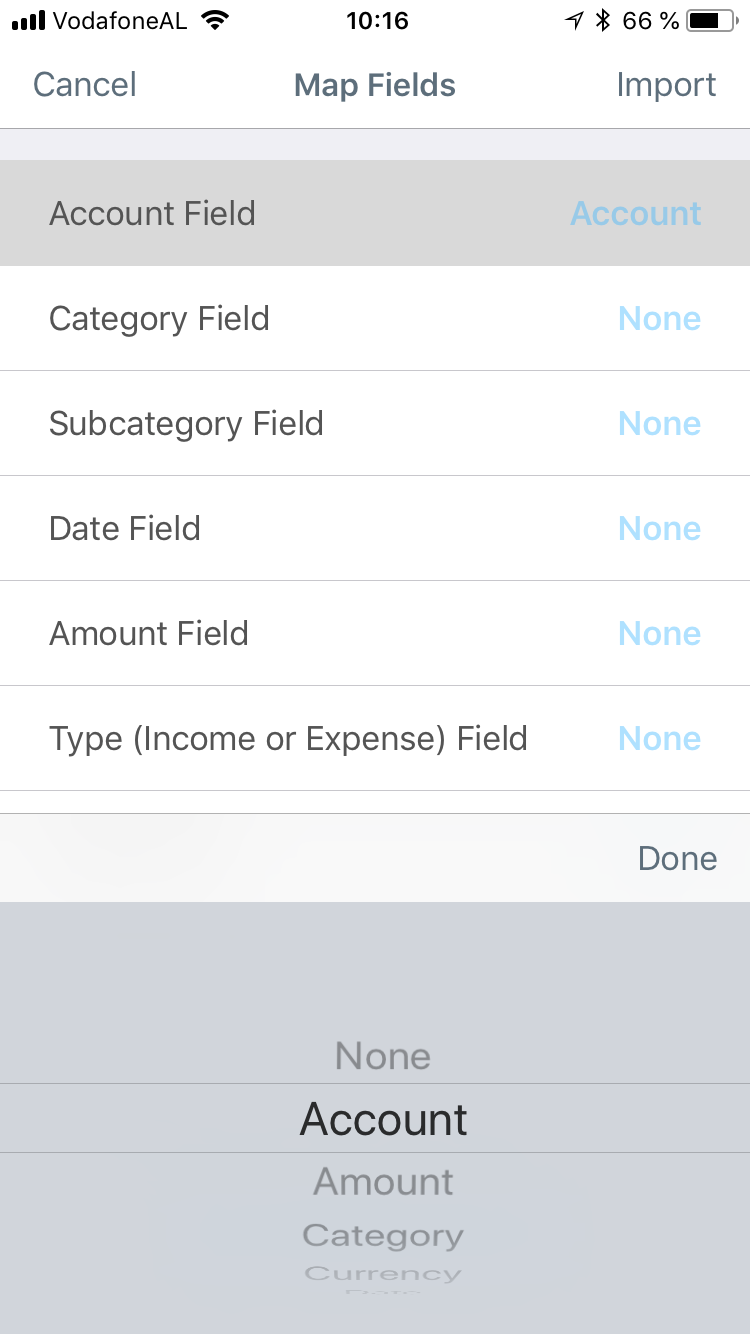 VodafoneAL 10:16 66 %
Cancel Map Fields Import
Account Field Account
Category Field None
Subcategory Field None
Date Field None
Amount Field None
Type (Income or Expense) Field None
Done
None
Account
Amount
Category
Currency